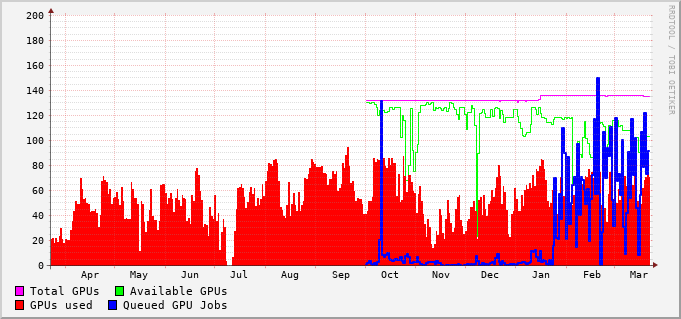 200
180
160
140
120
100
80
60
40
20
0
Apr May Jun Jul Aug Sep Oct Nov Dec Jan Feb Mar
Total GPUs Available GPUs
GPUs used Queued GPU Jobs
RRDTOOL / TOBI OETIKER